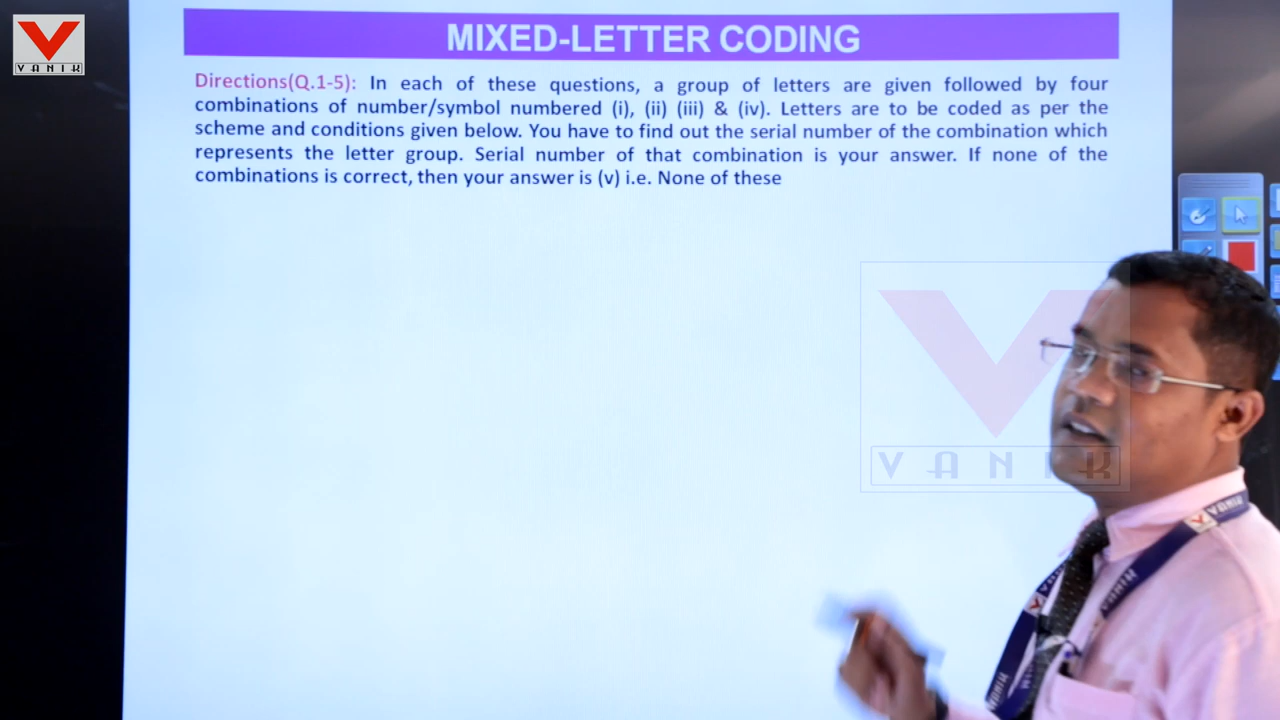 VANIK
MIXED-LETTER CODING
Directions(Q.1-5): In each of these questions, a group of letters are given followed by four
combinations of number/symbol numbered (i), (ii) (iii) & (iv). Letters are to be coded as per the
scheme and conditions given below. You have to find out the serial number of the combination which
represents the letter group. Serial number of that combination is your answer. If none of the
combinations is correct, then your answer is (v) i.e. None of these
VANIK
VANIK
VANIK